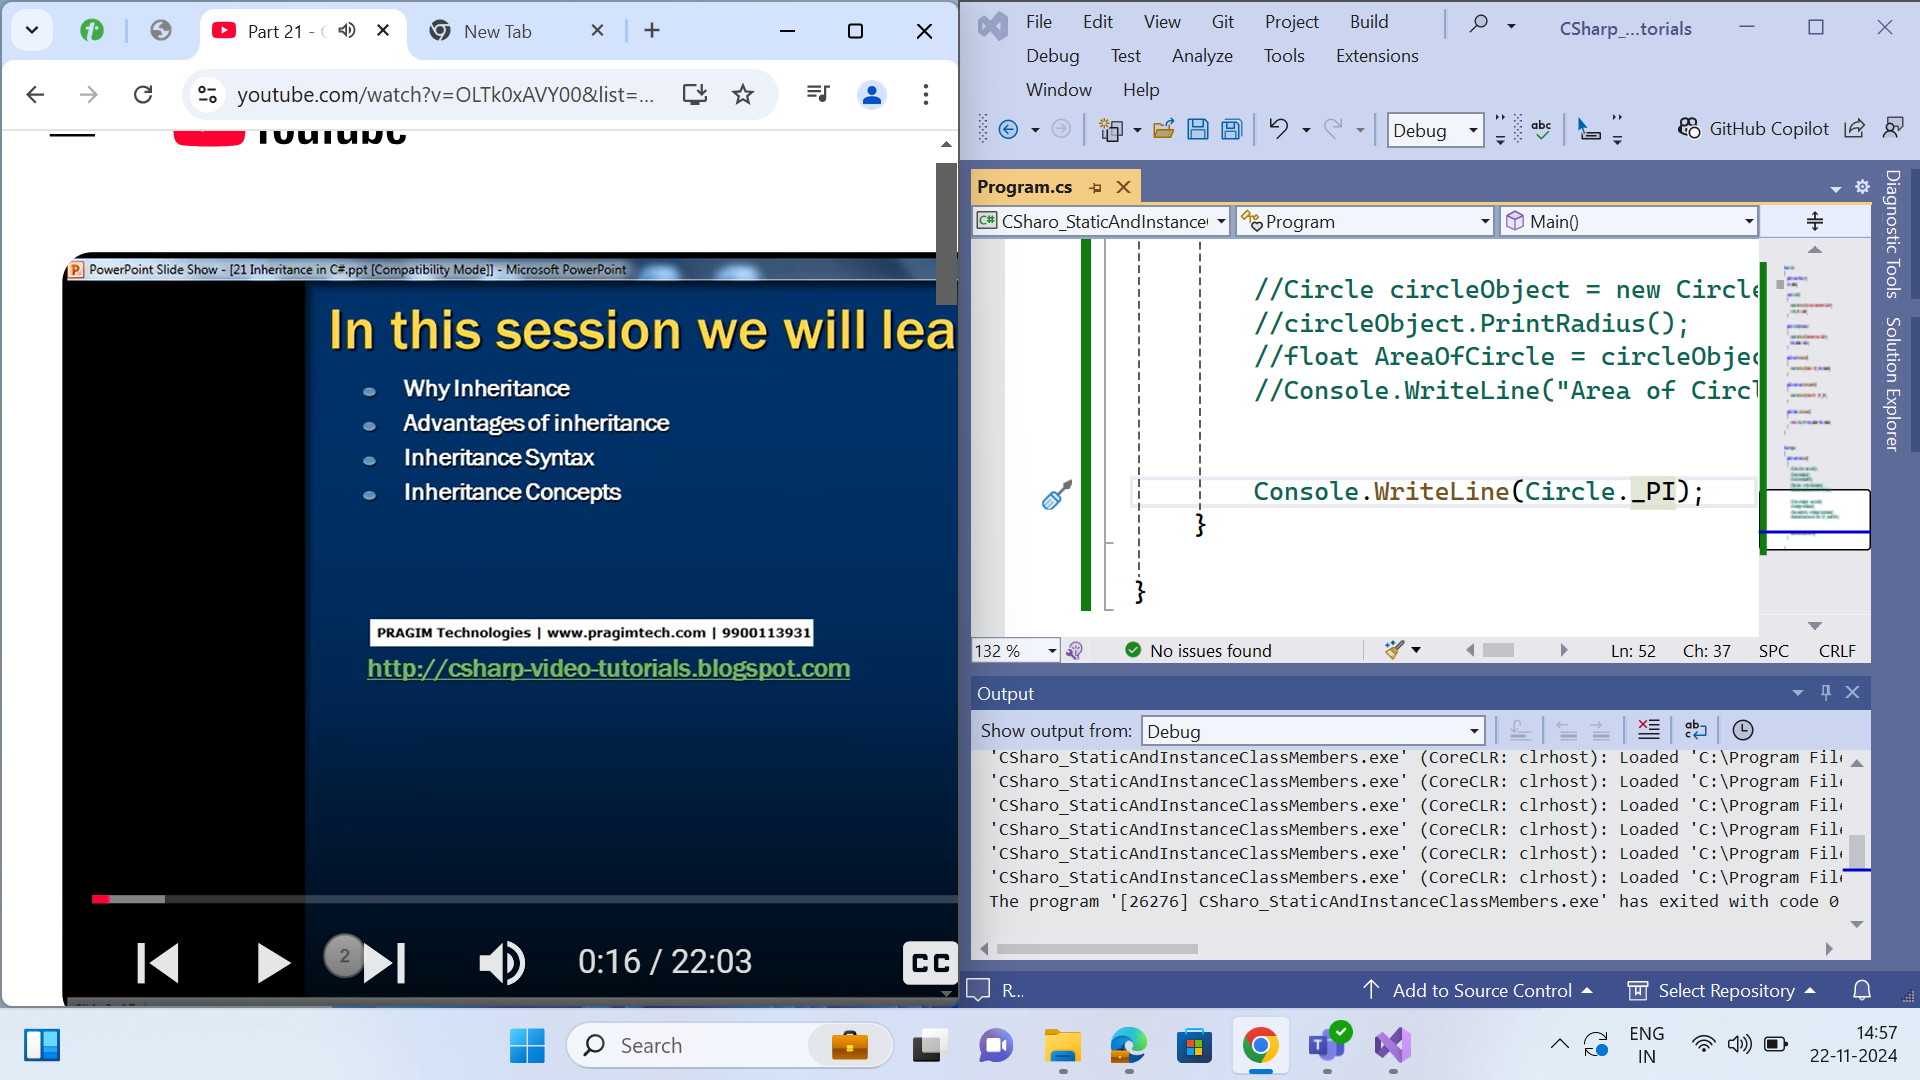 Part 21 - C
New Tab
youtube.com/watch?v=OLTk0xAVY00&list=...
YouTube
PowerPoint Slide Show - [21 Inheritance in C#.ppt [Compatibility Mode]] - Microsoft PowerPoint
In this session we will lea
Why Inheritance
Advantages of inheritance
Inheritance Syntax
Inheritance Concepts
PRAGIM Technologies | www.pragimtech.com | 9900113931
http://csharp-video-tutorials.blogspot.com
2
0:16 / 22:03
CC
File Edit View Git Project Build
CSharp_...torials
Debug Test Analyze Tools Extensions
Window Help
Debug
abc
GitHub Copilot
Program.cs
C# CSharo_StaticAndInstance
Program
Main()
//Circle circleObject = new Circle
//circleObject.PrintRadius();
//float AreaOfCircle = circleObjec
//Console.WriteLine("Area of Circl
Console.WriteLine(Circle._PI);
}
}
132 %
No issues found
Ln: 52 Ch: 37 SPC CRLF
Diagnostic Tools
Solution Explorer
Output
Show output from: Debug
'CSharo_StaticAndInstanceClassMembers.exe' (CoreCLR: clrhost): Loaded 'C:\Program File
'CSharo_StaticAndInstanceClassMembers.exe' (CoreCLR: clrhost): Loaded 'C:\Program File
'CSharo_StaticAndInstanceClassMembers.exe' (CoreCLR: clrhost): Loaded 'C:\Program File
'CSharo_StaticAndInstanceClassMembers.exe' (CoreCLR: clrhost): Loaded 'C:\Program File
'CSharo_StaticAndInstanceClassMembers.exe' (CoreCLR: clrhost): Loaded 'C:\Program File
'CSharo_StaticAndInstanceClassMembers.exe' (CoreCLR: clrhost): Loaded 'C:\Program File
The program '[26276] CSharo_StaticAndInstanceClassMembers.exe' has exited with code 0
R...
Add to Source Control
Select Repository
Search
ENG
IN
14:57
22-11-2024